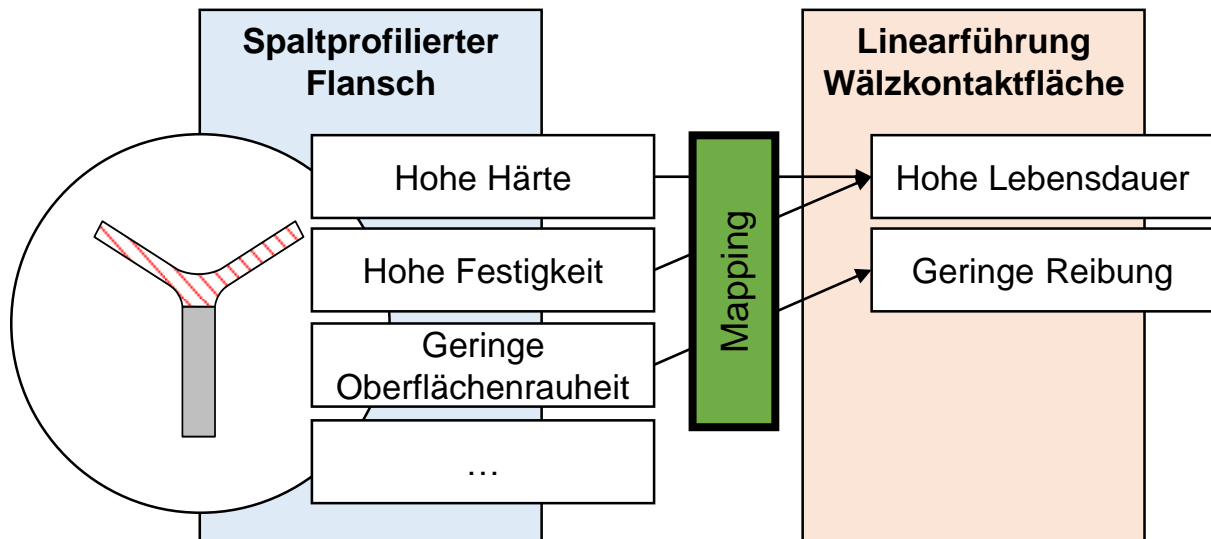 Spaltprofilierter
Flansch
Hohe Härte
Hohe Festigkeit
Geringe
Oberflächenrauheit
…
Mapping
Linearführung
Wälzkontaktfläche
Hohe Lebensdauer
Geringe Reibung